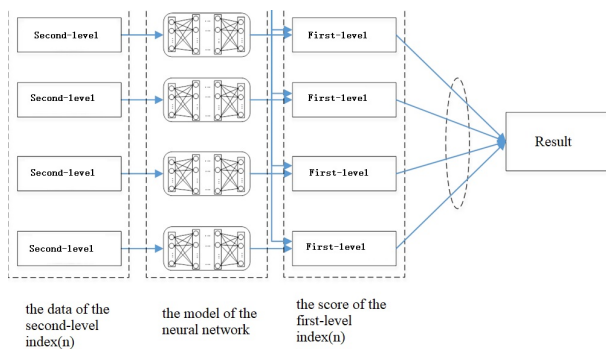 Second-level
First-level
Second-level
First-level
Result
Second-level
First-level
Second-level
First-level
the data of the
second-level
index(n)
the model of the
neural network
the score of the
first-level
index(n)